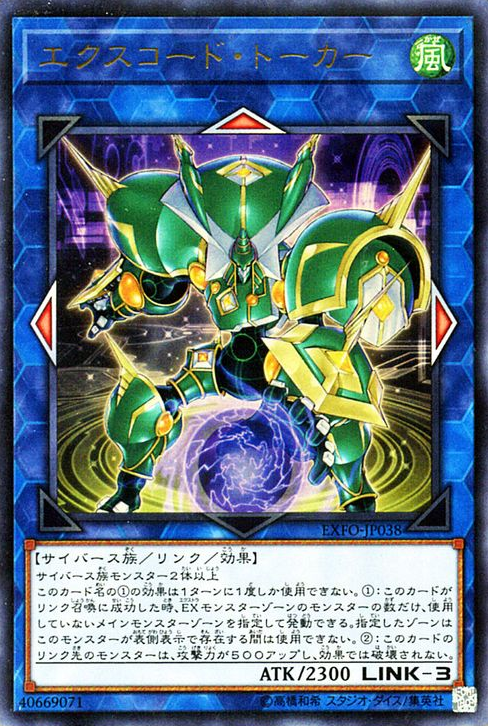 エクスコード・トーカー
風
EXFO-JP038
【サイバース族/リンク/効果】
サイバース族モンスター2体以上
このカード名の①の効果は1ターンに1度しか使用できない。①:このカードが
リンク召喚に成功した時、EXモンスターゾーンのモンスターの数だけ、使用
していないメインモンスターゾーンを指定して発動できる。指定したゾーンは
このモンスターが表側表示で存在する間は使用できない。②:このカードの
リンク先のモンスターは、攻撃力が500アップし、効果では破壊されない。
ATK/2300 LINK-3
40669071
©高橋和希 スタジオ・ダイス/集英社